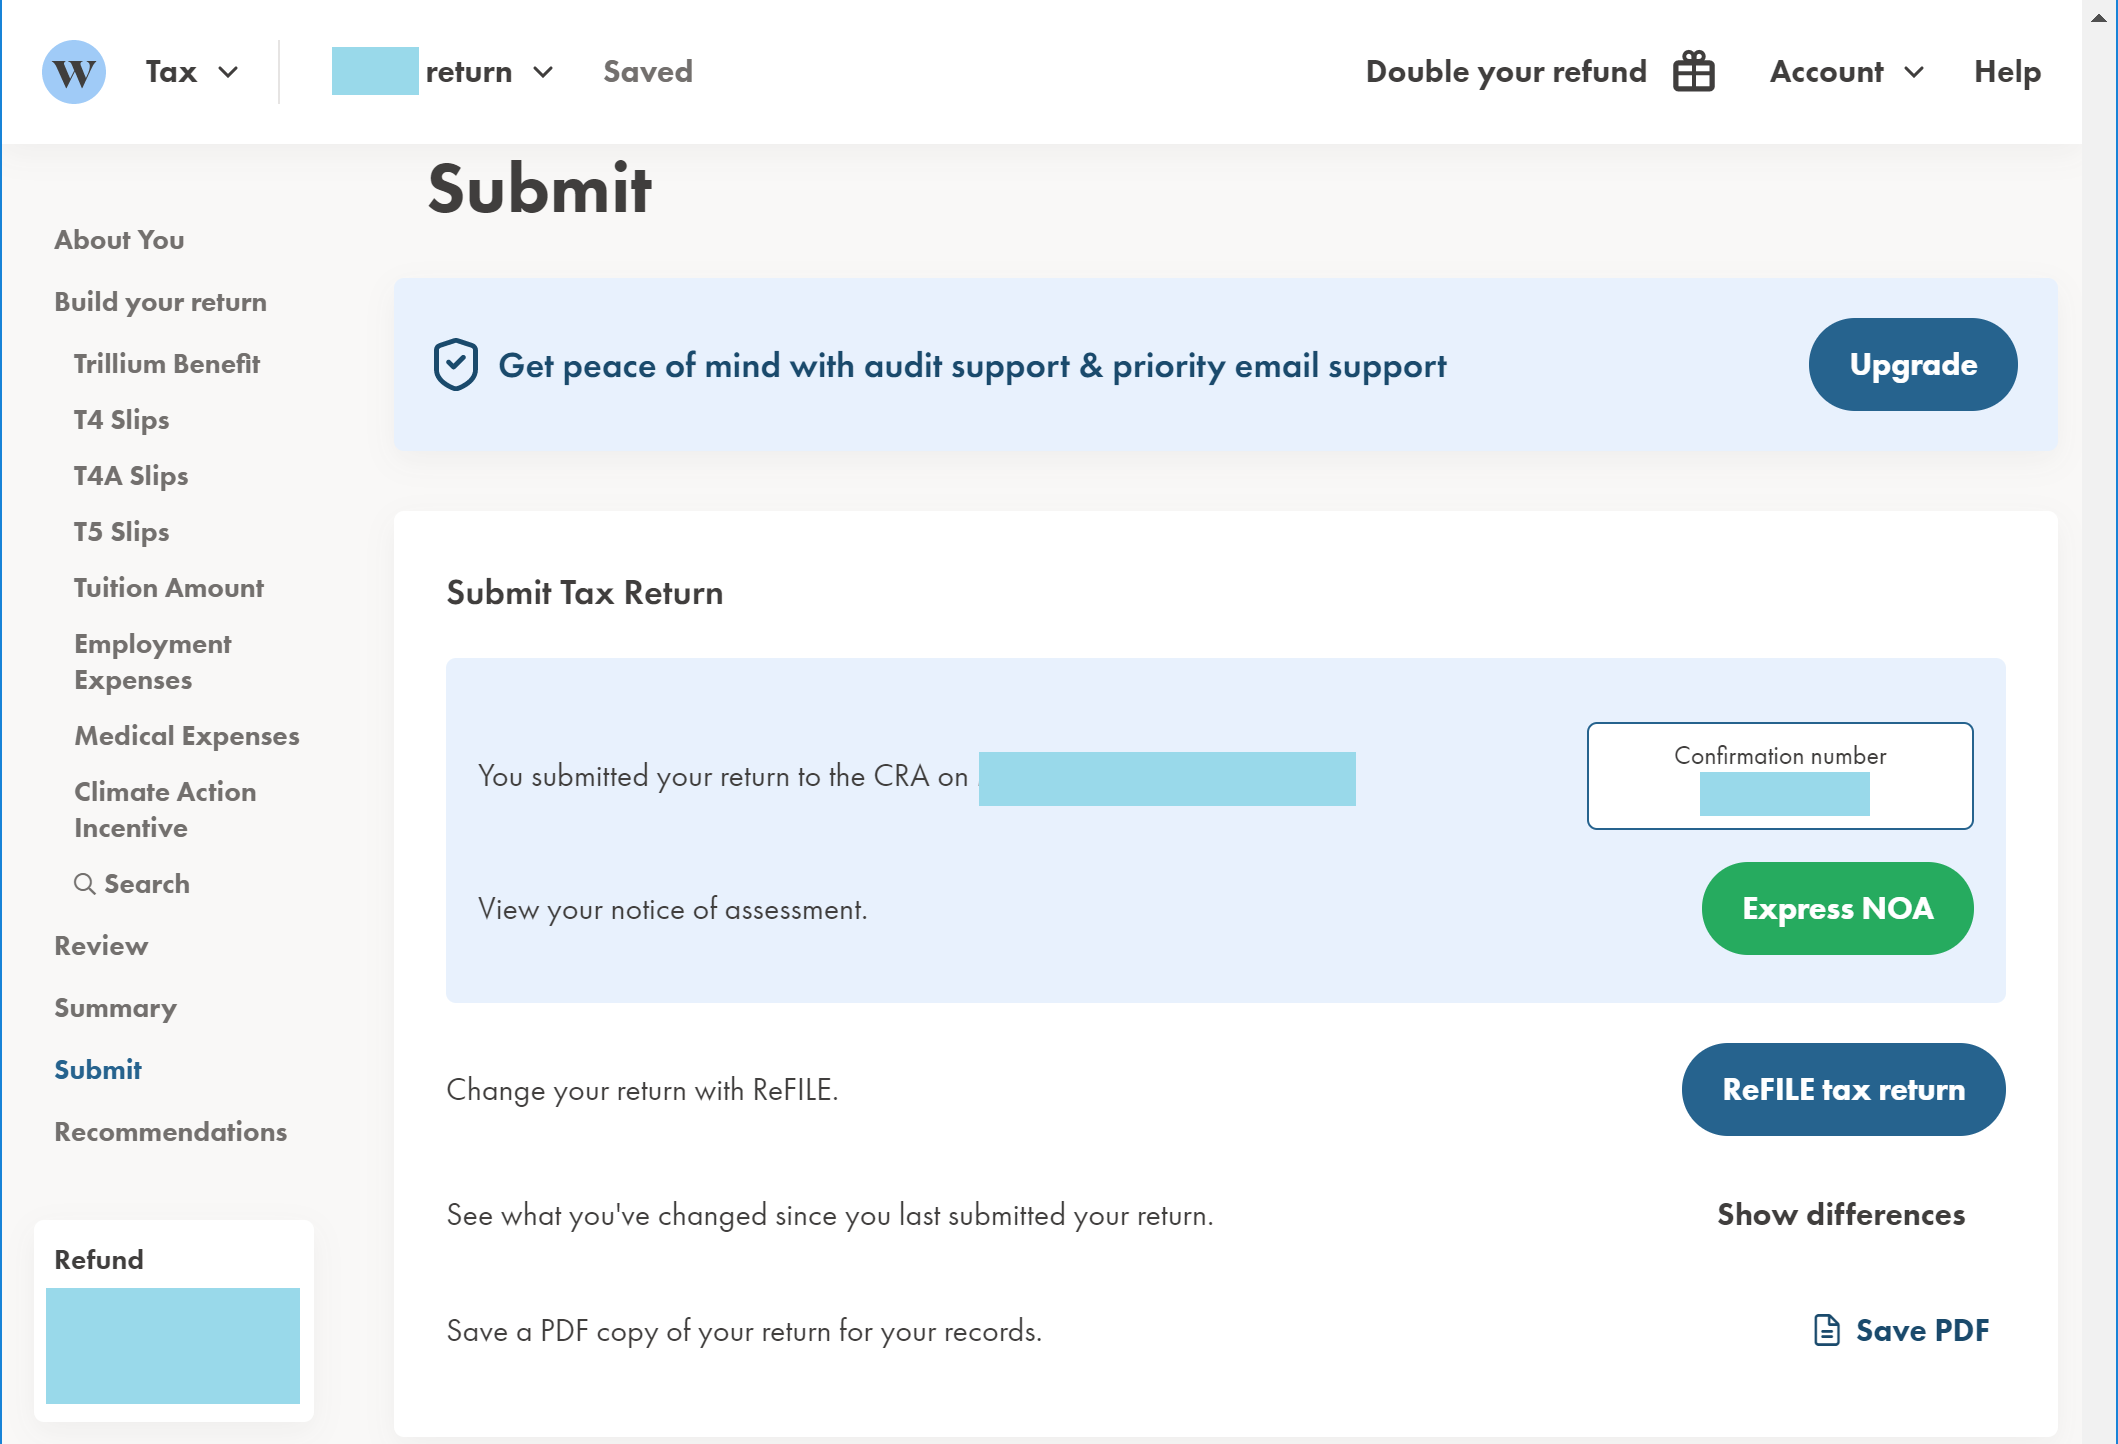 W
Tax
return
Saved
Double your refund
Account
Help
Submit
About You
Build your return
Trillium Benefit
T4 Slips
T4A Slips
T5 Slips
Tuition Amount
Employment
Expenses
Medical Expenses
Climate Action
Incentive
Search
Review
Summary
Submit
Recommendations
Refund
Get peace of mind with audit support & priority email support
Upgrade
Submit Tax Return
You submitted your return to the CRA on
Confirmation number
View your notice of assessment.
Express NOA
Change your return with ReFILE.
ReFILE tax return
See what you've changed since you last submitted your return.
Show differences
Save a PDF copy of your return for your records.
Save PDF